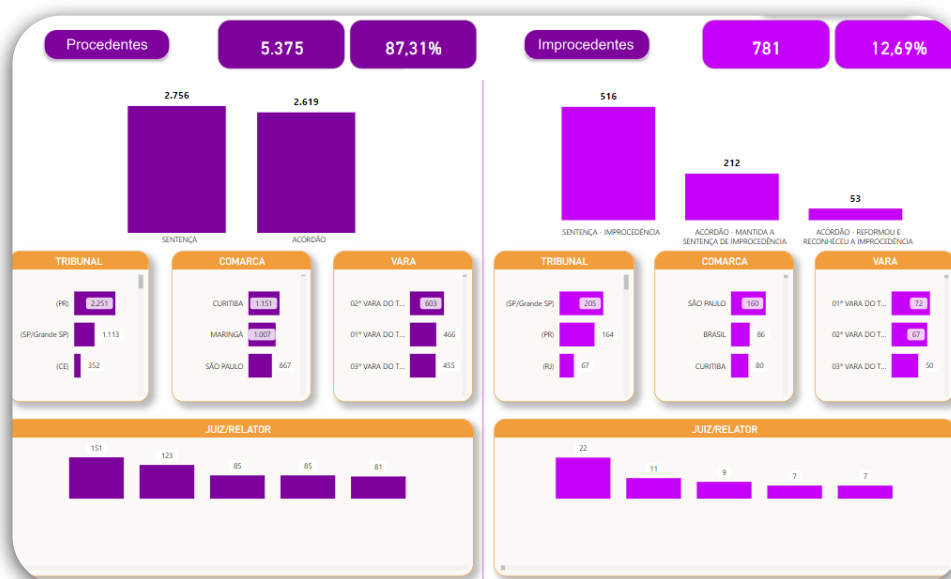 Procedentes
5.375
87,31%
Improcedentes
781
12,69%
2.756
2.619
SENTENÇA
ACÓRDÃO
516
212
53
SENTENÇA - IMPROCEDÊNCIA
ACÓRDÃO - MANTIDA A
SENTENÇA DE IMPROCEDÊNCIA
ACÓRDÃO - REFORMOU E
RECONHECEU A IMPROCEDÊNCIA
TRIBUNAL
(PR) 2.251
(SP/Grande SP) 1.113
(CE) 352
COMARCA
CURITIBA 1.151
MARINGÁ 1.007
SÃO PAULO 867
VARA
02ª VARA DO T... 603
01ª VARA DO T... 466
03ª VARA DO T... 455
TRIBUNAL
(SP/Grande SP) 205
(PR) 164
(RJ) 67
COMARCA
SÃO PAULO 160
BRASIL 86
CURITIBA 80
VARA
01ª VARA DO T... 72
02ª VARA DO T... 67
03ª VARA DO T... 50
JUIZ/RELATOR
151
123
85
85
81
JUIZ/RELATOR
22
11
9
7
7